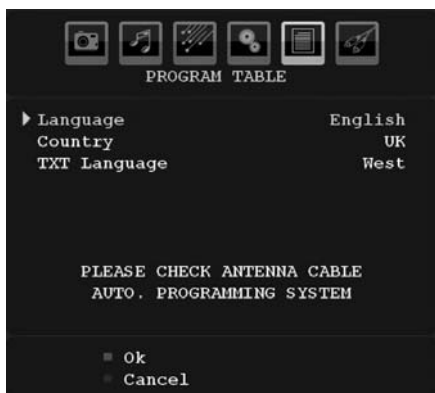 PROGRAM TABLE
Language English
Country UK
TXT Language West
PLEASE CHECK ANTENNA CABLE
AUTO. PROGRAMMING SYSTEM
Ok
Cancel